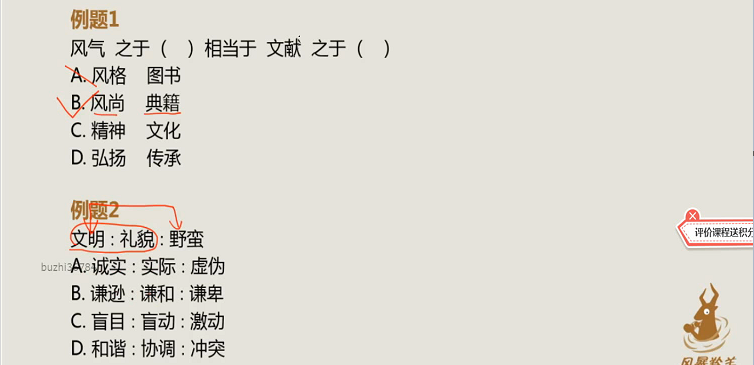 例题1
风气 之于（ ）相当于 文献 之于（ ）
A. 风格 图书
B. 风尚 典籍
C. 精神 文化
D. 弘扬 传承
例题2
文明 : 礼貌 : 野蛮
A. 诚实 : 实际 : 虚伪
B. 谦逊 : 谦和 : 谦卑
C. 盲目 : 盲动 : 激动
D. 和谐 : 协调 : 冲突
评价课程送积分